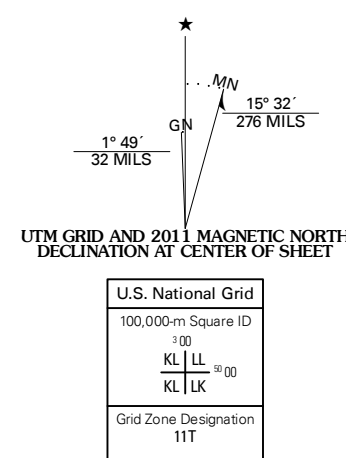 ★
MN
GN
15° 32´
276 MILS
1° 49´
32 MILS
UTM GRID AND 2011 MAGNETIC NORTH
DECLINATION AT CENTER OF SHEET
U.S. National Grid
100,000-m Square ID
³00
KL LL
⁵⁰00
KL LK
Grid Zone Designation
11T